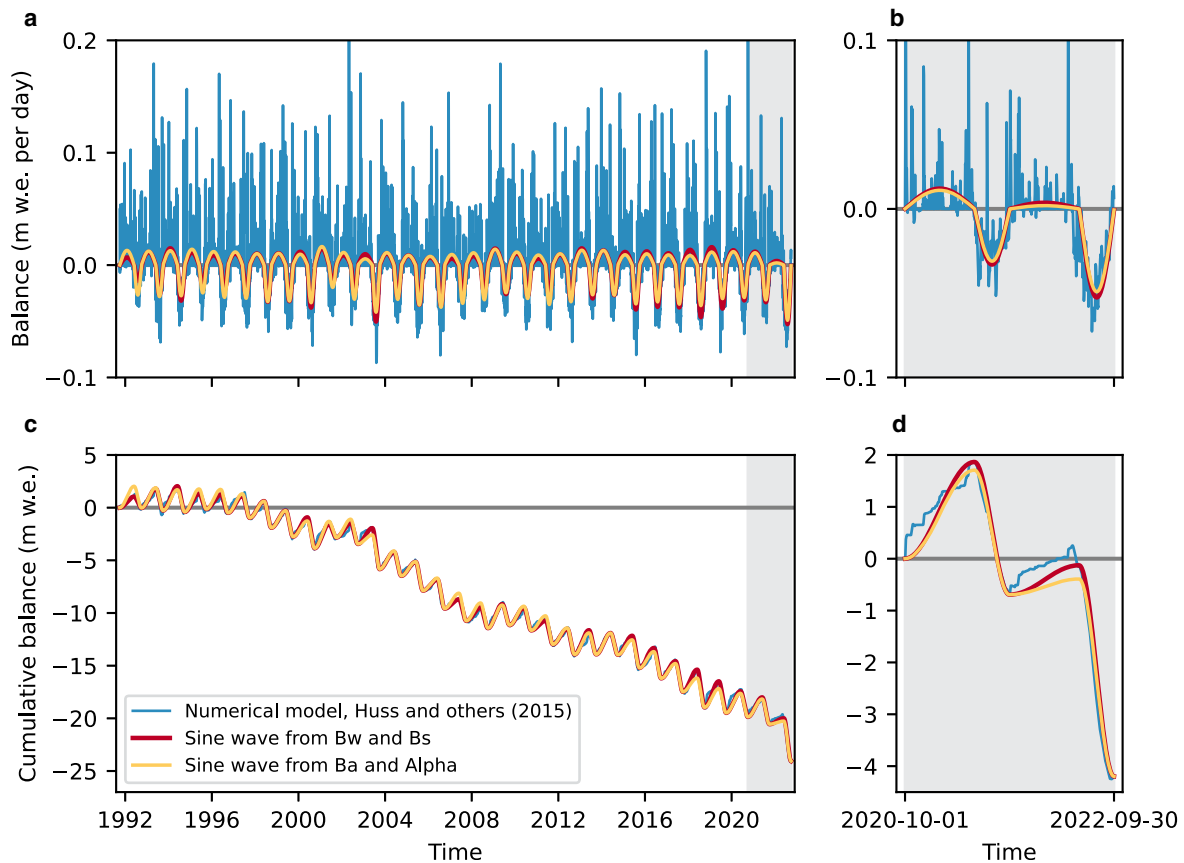 a
b
Balance (m w.e. per day)
0.2
0.1
0.0
−0.1
0.1
0.0
−0.1
c
d
Cumulative balance (m w.e.)
5
0
−5
−10
−15
−20
−25
Numerical model, Huss and others (2015)
Sine wave from Bw and Bs
Sine wave from Ba and Alpha
1992 1996 2000 2004 2008 2012 2016 2020
Time
2
1
0
−1
−2
−3
−4
2020-10-01 2022-09-30
Time